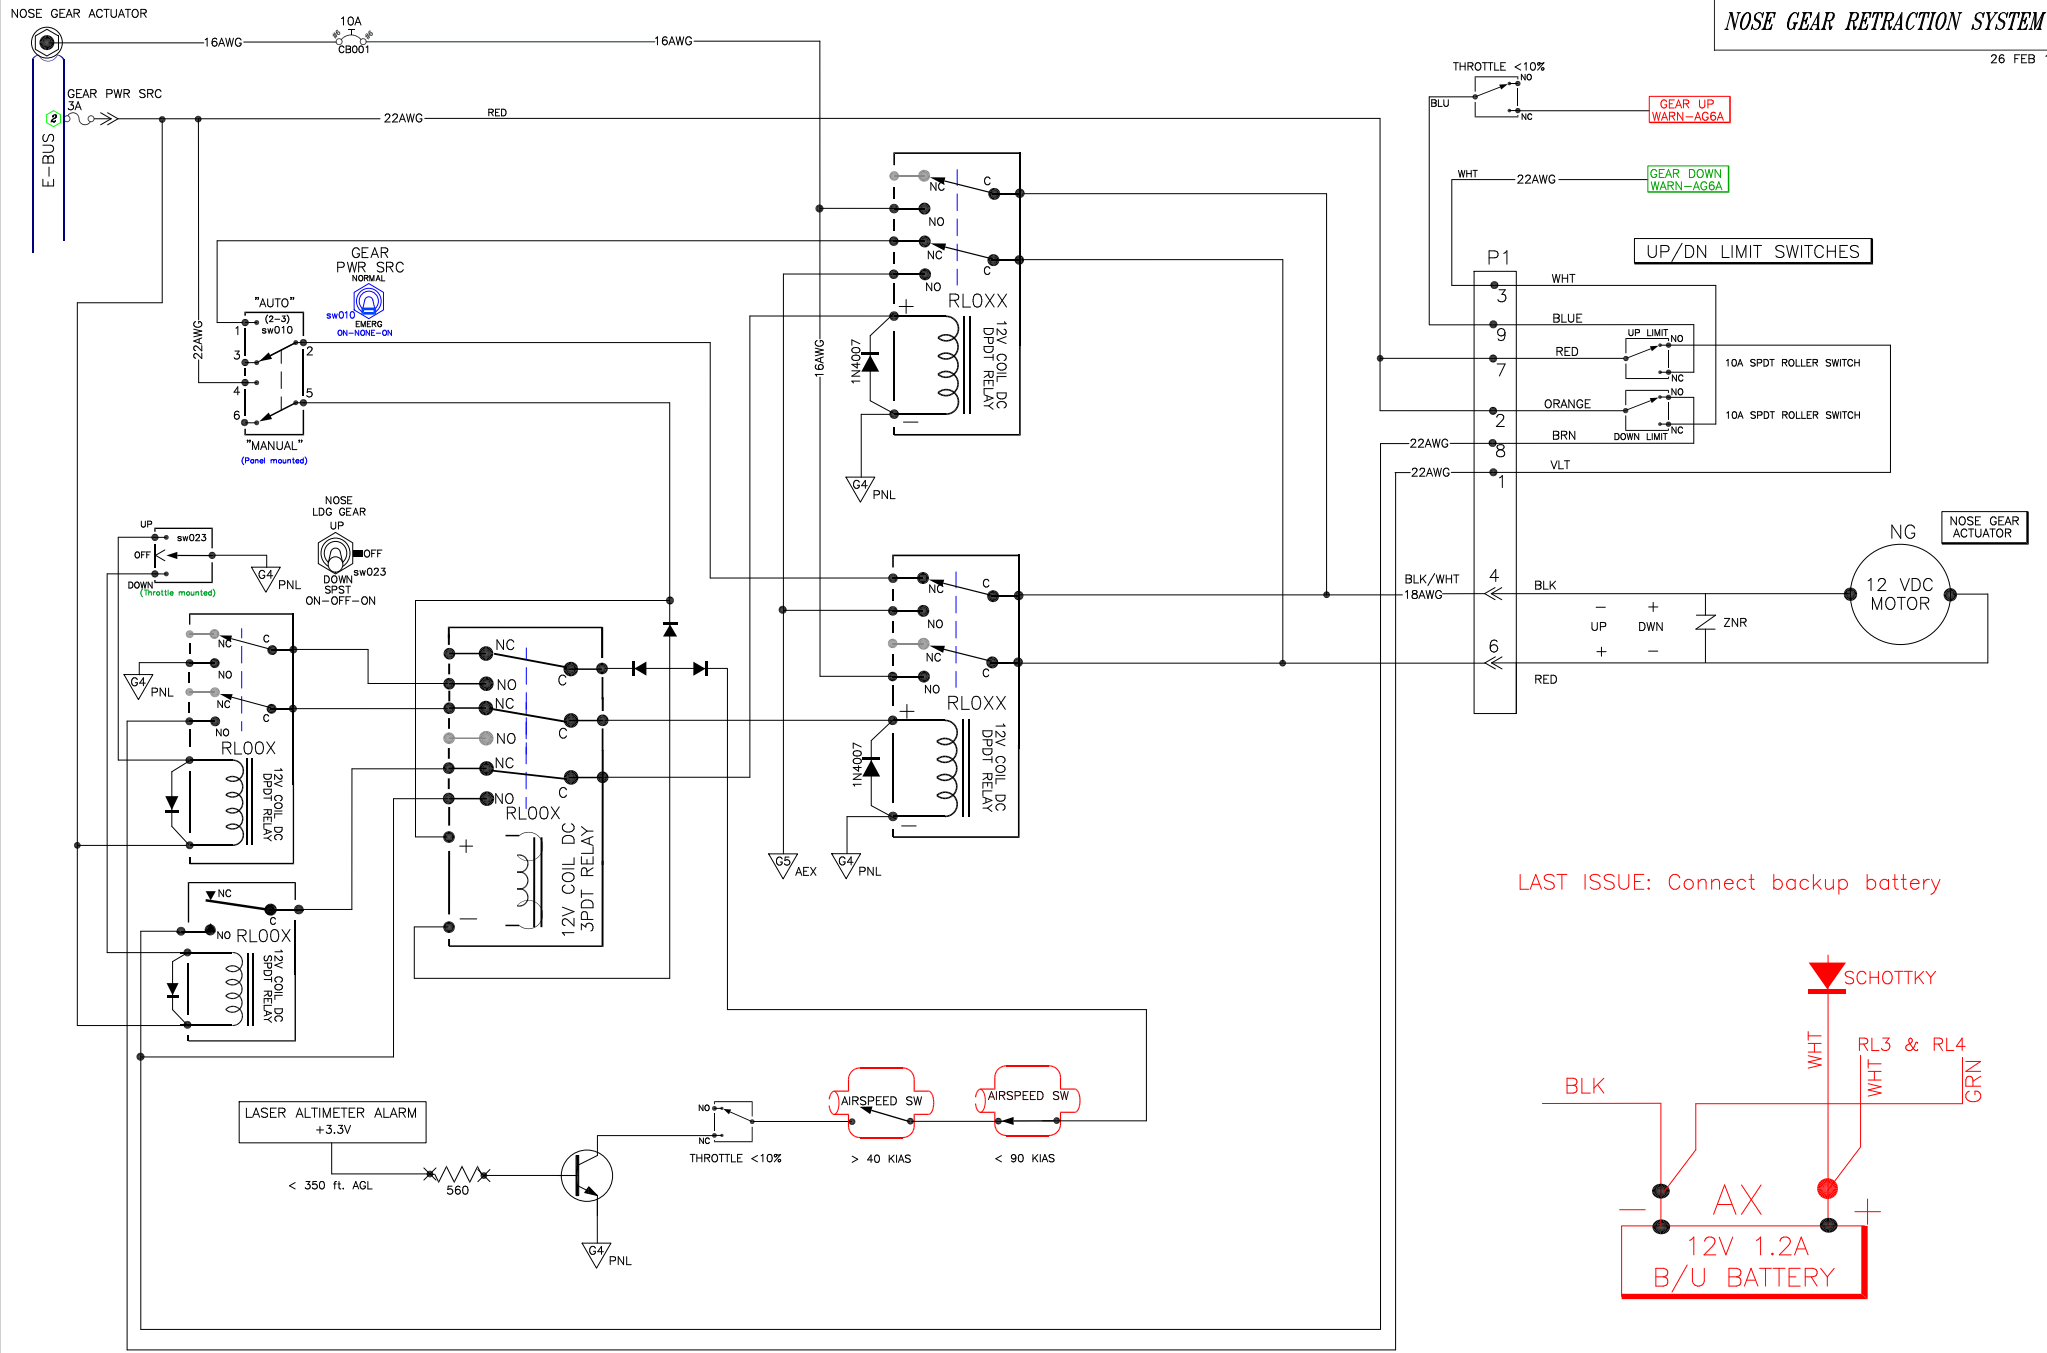 NOSE GEAR ACTUATOR
16AWG
10A
#6
#6
CB001
16AWG
NOSE GEAR RETRACTION SYSTEM
26 FEB 1
GEAR PWR SRC
3A
2
E-BUS
22AWG
RED
THROTTLE <10%
NO
NC
BLU
GEAR UP
WARN-AG6A
WHT
22AWG
GEAR DOWN
WARN-AG6A
UP/DN LIMIT SWITCHES
GEAR
PWR SRC
NORMAL
sw010
EMERG
ON-NONE-ON
"AUTO"
(2-3)
sw010
1
2
3
4
5
6
"MANUAL"
(Panel mounted)
22AWG
NC
C
NO
NC
C
NO
+
RLOXX
12V COIL DC
DPDT RELAY
1N4007
—
G4
PNL
16AWG
P1
3
WHT
9
BLUE
7
RED
UP LIMIT
NO
NC
10A SPDT ROLLER SWITCH
2
ORANGE
NO
NC
DOWN LIMIT
10A SPDT ROLLER SWITCH
22AWG
8
BRN
22AWG
1
VLT
NOSE
LDG GEAR
UP
OFF
sw023
DOWN
SPST
ON-OFF-ON
UP
sw023
OFF
DOWN
(Throttle mounted)
G4
PNL
NC
C
NO
NC
C
NO
G4
PNL
RLOOX
12V COIL DC
DPDT RELAY
NC
C
NO
NC
C
NO
NC
C
NO
RLOOX
+
—
12V COIL DC
3PDT RELAY
NC
C
NO
NC
C
NO
+
RLOXX
12V COIL DC
DPDT RELAY
1N4007
—
G5
AEX
G4
PNL
BLK/WHT
18AWG
4
BLK
6
RED
–
UP
+
+
DWN
–
ZNR
NG
12 VDC
MOTOR
NOSE GEAR
ACTUATOR
NC
C
NO
RLOOX
12V COIL DC
SPDT RELAY
LAST ISSUE: Connect backup battery
SCHOTTKY
WHT
RL3 & RL4
WHT
GRN
BLK
–
AX
+
12V 1.2A
B/U BATTERY
LASER ALTIMETER ALARM
+3.3V
< 350 ft. AGL
560
G4
PNL
NO
NC
THROTTLE <10%
AIRSPEED SW
> 40 KIAS
AIRSPEED SW
< 90 KIAS